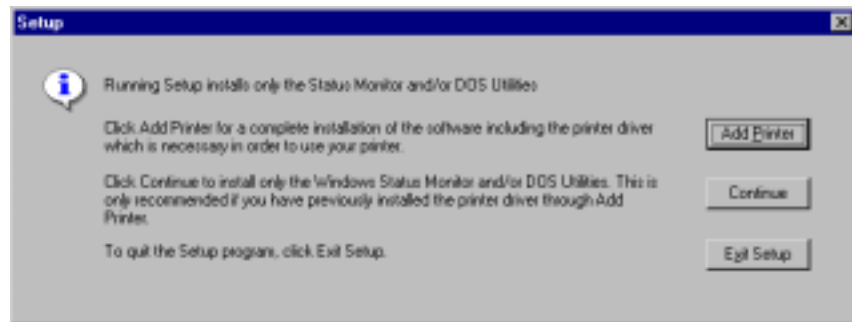 Setup
Running Setup installs only the Status Monitor and/or DOS Utilities
Click Add Printer for a complete installation of the software including the printer driver
which is necessary in order to use your printer.
Add Printer
Click Continue to install only the Windows Status Monitor and/or DOS Utilities. This is
only recommended if you have previously installed the printer driver through Add
Printer.
Continue
To quit the Setup program, click Exit Setup.
Exit Setup